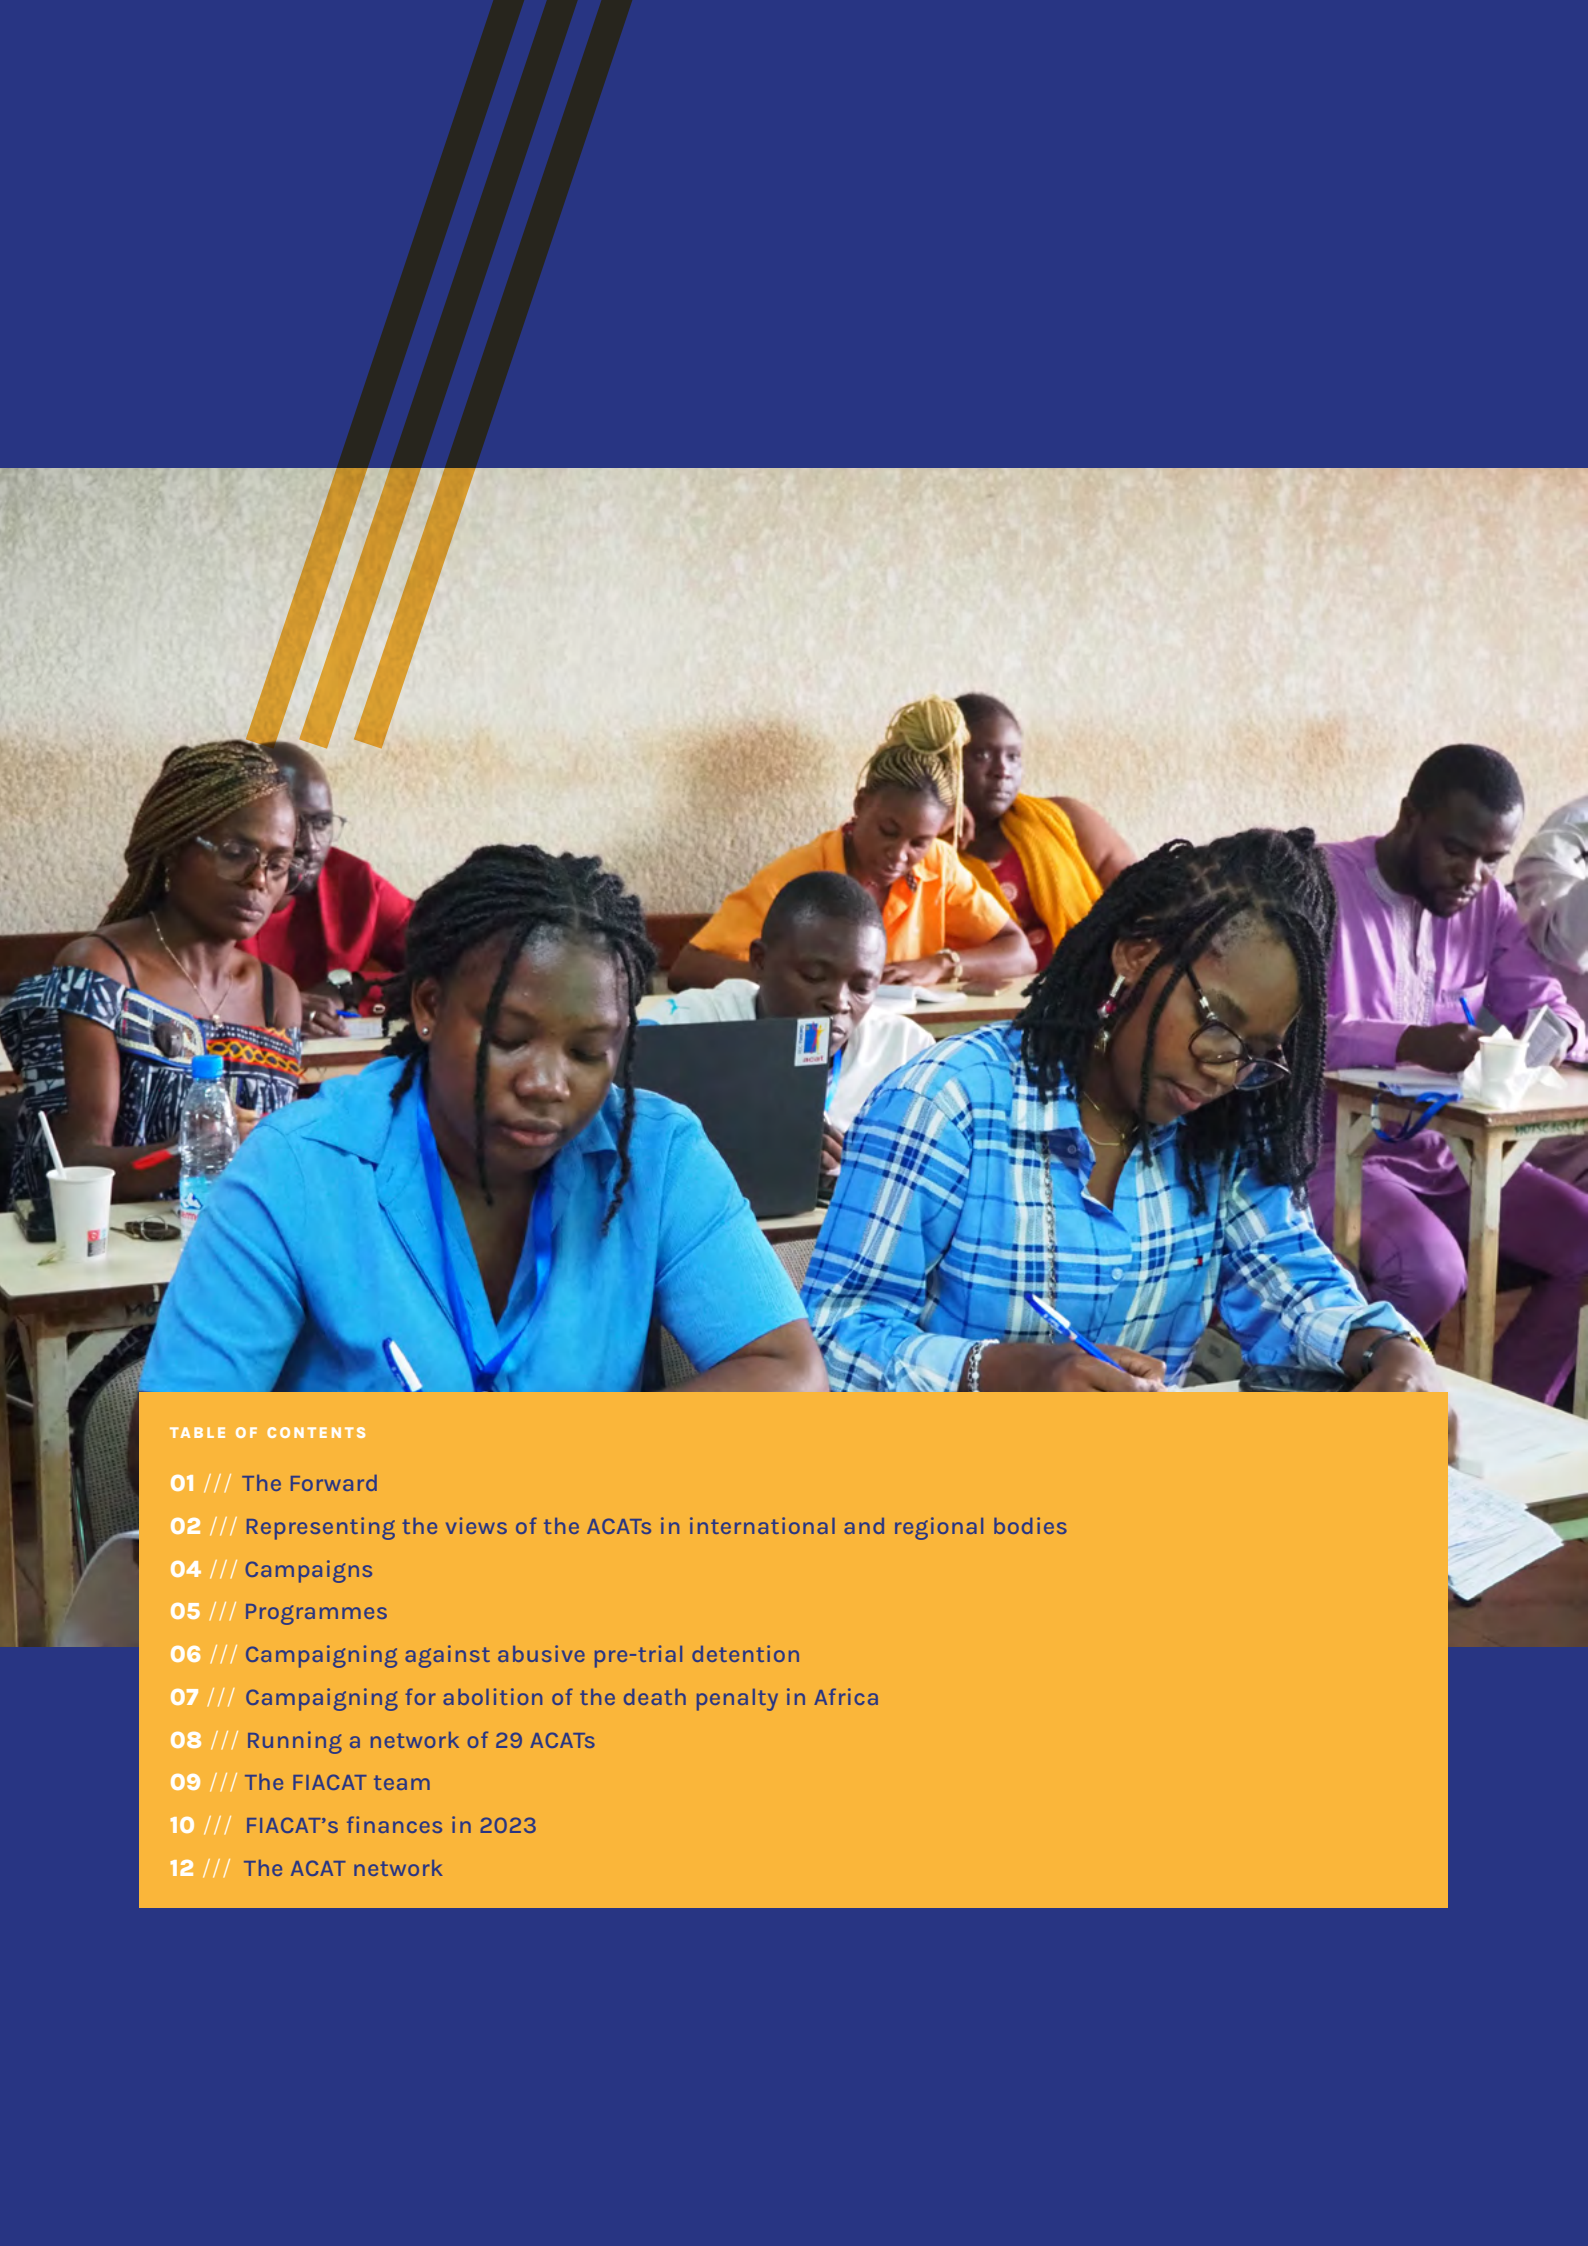 acat
TABLE OF CONTENTS
01 /// The Forward
02 /// Representing the views of the ACATs in international and regional bodies
04 /// Campaigns
05 /// Programmes
06 /// Campaigning against abusive pre-trial detention
07 /// Campaigning for abolition of the death penalty in Africa
08 /// Running a network of 29 ACATs
09 /// The FIACAT team
10 /// FIACAT’s finances in 2023
12 /// The ACAT network